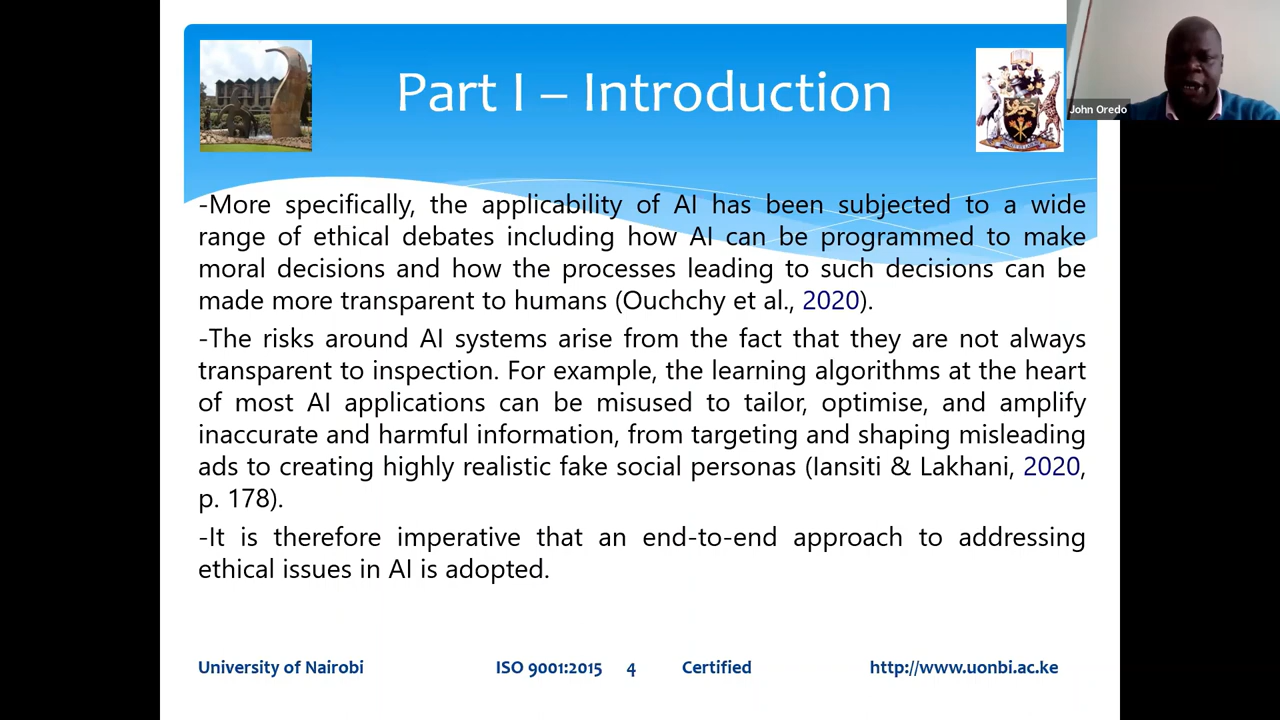 Part I – Introduction
John Oredo
-More specifically, the applicability of AI has been subjected to a wide
range of ethical debates including how AI can be programmed to make
moral decisions and how the processes leading to such decisions can be
made more transparent to humans (Ouchchy et al., 2020).
-The risks around AI systems arise from the fact that they are not always
transparent to inspection. For example, the learning algorithms at the heart
of most AI applications can be misused to tailor, optimise, and amplify
inaccurate and harmful information, from targeting and shaping misleading
ads to creating highly realistic fake social personas (Iansiti & Lakhani, 2020,
p. 178).
-It is therefore imperative that an end-to-end approach to addressing
ethical issues in AI is adopted.
University of Nairobi ISO 9001:2015 4 Certified http://www.uonbi.ac.ke